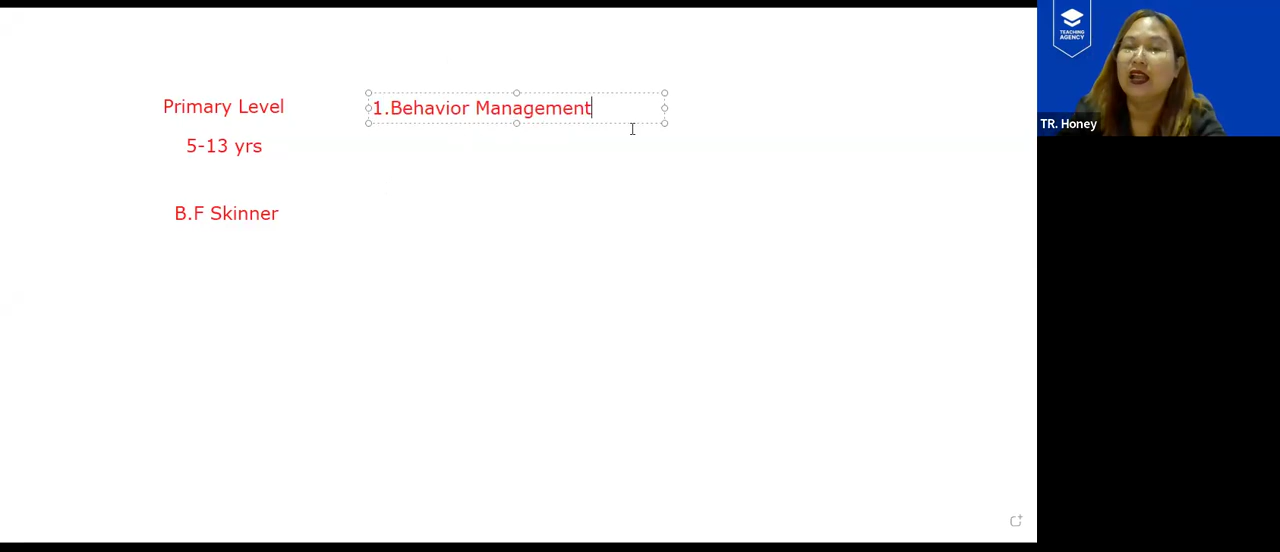 Primary Level
5-13 yrs
B.F Skinner
1.Behavior Management
TEACHING
AGENCY
TR. Honey